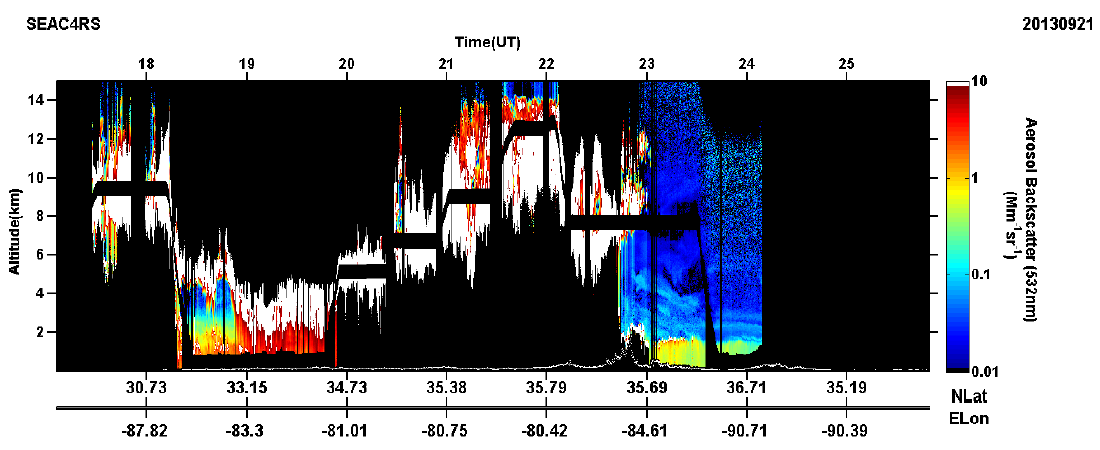 SEAC4RS
20130921
Time(UT)
18 19 20 21 22 23 24 25
14
12
10
8
6
4
2
Altitude(km)
10
1
0.1
0.01
Aerosol Backscatter (532nm)
(Mm-1sr-1)
30.73 33.15 34.73 35.38 35.79 35.69 36.71 35.19
NLat
ELon
-87.82 -83.3 -81.01 -80.75 -80.42 -84.61 -90.71 -90.39